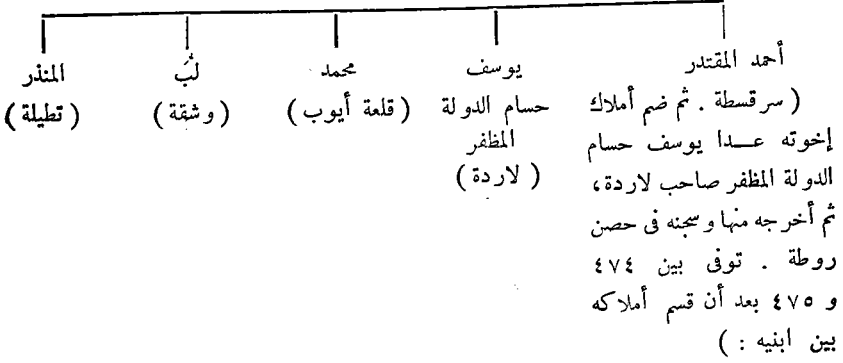 أحمد المقتدر
( سرقسطة . ثم ضم أملاك
إخوته عدا يوسف حسام
الدولة المظفر صاحب لاردة،
ثم أخرجه منها وسجنه فى حصن
روطة . توفى بين ٤٧٤
و ٤٧٥ بعد أن قسم أملاكه
بين ابنيه : )
يوسف
حسام الدولة
المظفر
( لاردة )
محمد
( قلعة أيوب )
لُب
( وشقة )
المنذر
( تطيلة )